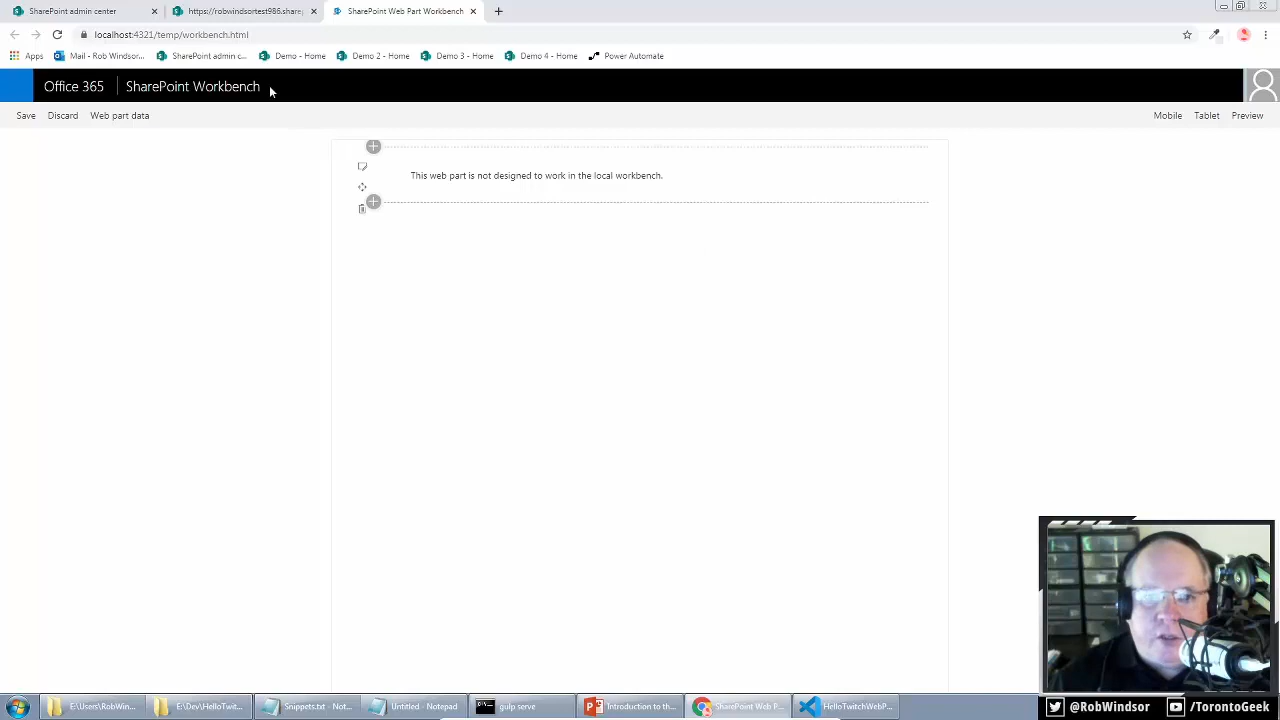 SharePoint admin center
https://robwindsortest986.share
SharePoint Web Part Workbench
localhost:4321/temp/workbench.html
Apps
Mail - Rob Windsor...
SharePoint admin c...
Demo - Home
Demo 2 - Home
Demo 3 - Home
Demo 4 - Home
Power Automate
Office 365
SharePoint Workbench
Save
Discard
Web part data
Mobile
Tablet
Preview
This web part is not designed to work in the local workbench.
E:\Users\RobWin...
E:\Dev\HelloTwit...
Snippets.txt - Not...
Untitled - Notepad
gulp serve
Introduction to th...
SharePoint Web P...
HelloTwitchWebP...
@RobWindsor
/TorontoGeek